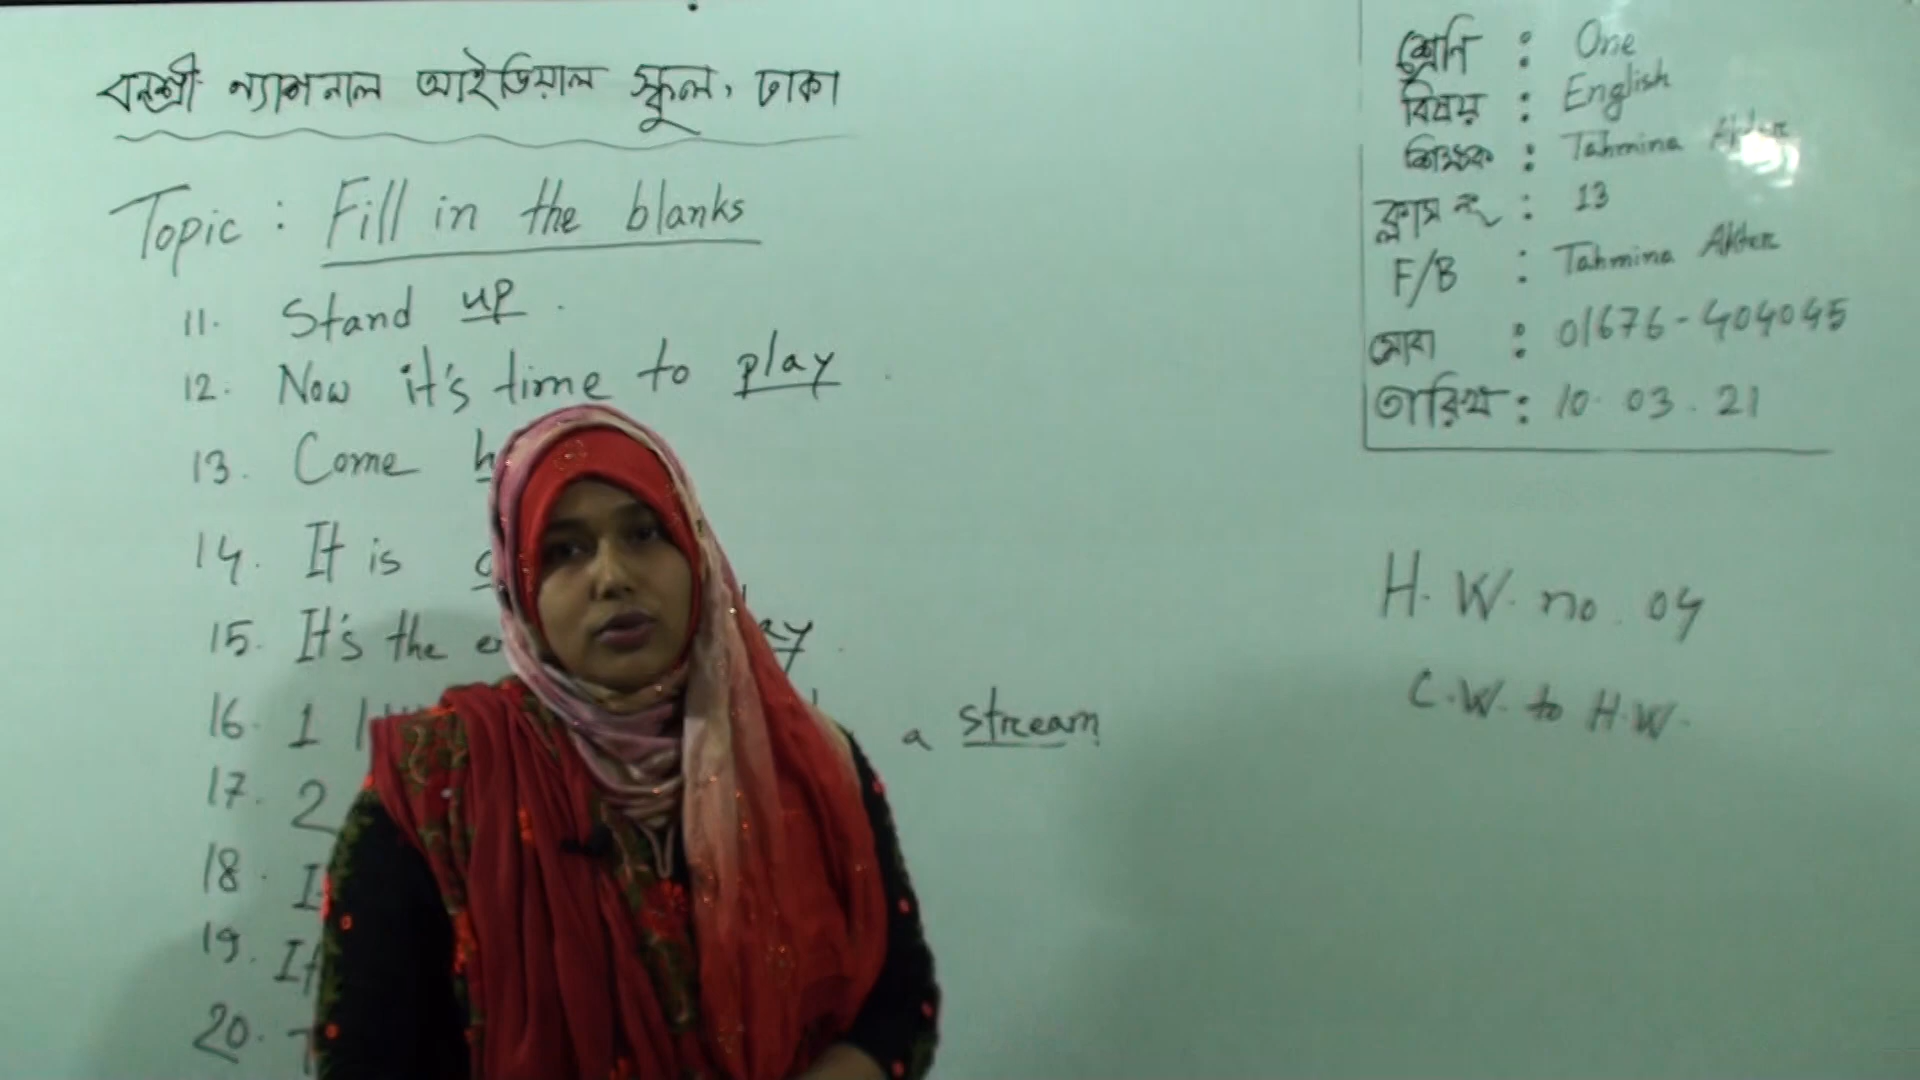 বনশ্রী ন্যাশনাল আইডিয়াল স্কুল, ঢাকা
Topic : Fill in the blanks
11. Stand up .
12. Now it's time to play .
13. Come
14. It is
15. It's the
16. I a stream
17. 2
18.
19.
20.
শ্রেণি : One
বিষয় : English
শিক্ষক : Tahmina Akter
ক্লাস নং : 13
F/B : Tahmina Akter
মোবা : 01676-404045
তারিখ : 10.03.21
H.W. no. 04
C.W. to H.W.